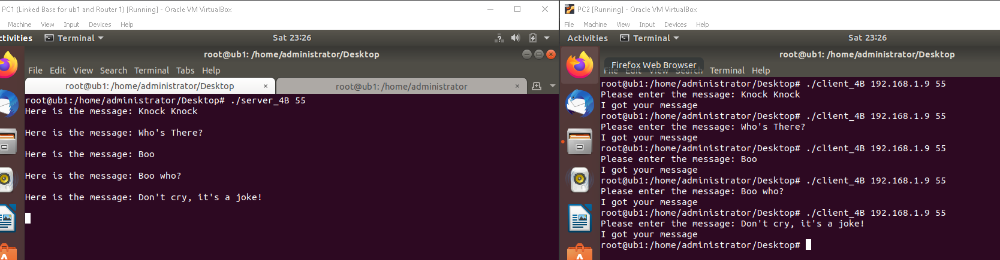 PC1 (Linked Base for ub1 and Router 1) [Running] - Oracle VM VirtualBox
Machine View Input Devices Help
ctivities Terminal Sat 23:26
root@ub1: /home/administrator/Desktop
File Edit View Search Terminal Tabs Help
root@ub1: /home/administrator/Desktop × root@ub1: /home/administrator ×
root@ub1:/home/administrator/Desktop# ./server_4B 55
Here is the message: Knock Knock
Here is the message: Who's There?
Here is the message: Boo
Here is the message: Boo who?
Here is the message: Don't cry, it's a joke!
PC2 [Running] - Oracle VM VirtualBox
File Machine View Input Devices Help
Activities Terminal Sat 23:26
root@ub1: /home/administrator/Desktop
Firefox Web Browser
File Edit View Search Terminal Help
root@ub1:/home/administrator/Desktop# ./client_4B 192.168.1.9 55
Please enter the message: Knock Knock
I got your message
root@ub1:/home/administrator/Desktop# ./client_4B 192.168.1.9 55
Please enter the message: Who's There?
I got your message
root@ub1:/home/administrator/Desktop# ./client_4B 192.168.1.9 55
Please enter the message: Boo
I got your message
root@ub1:/home/administrator/Desktop# ./client_4B 192.168.1.9 55
Please enter the message: Boo who?
I got your message
root@ub1:/home/administrator/Desktop# ./client_4B 192.168.1.9 55
Please enter the message: Don't cry, it's a joke!
I got your message
root@ub1:/home/administrator/Desktop#